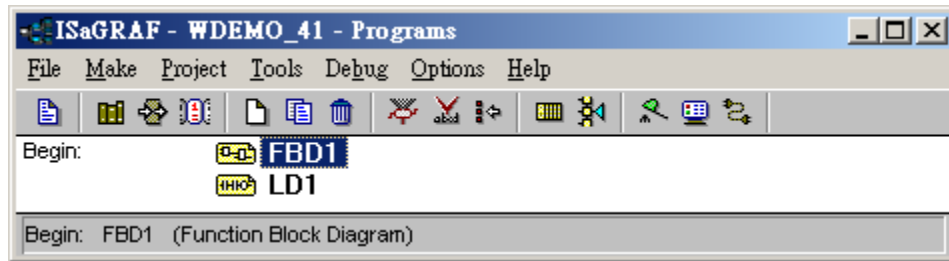 ISaGRAF - WDEMO_41 - Programs
File Make Project Tools Debug Options Help
Begin: FBD1
LD1
Begin: FBD1 (Function Block Diagram)